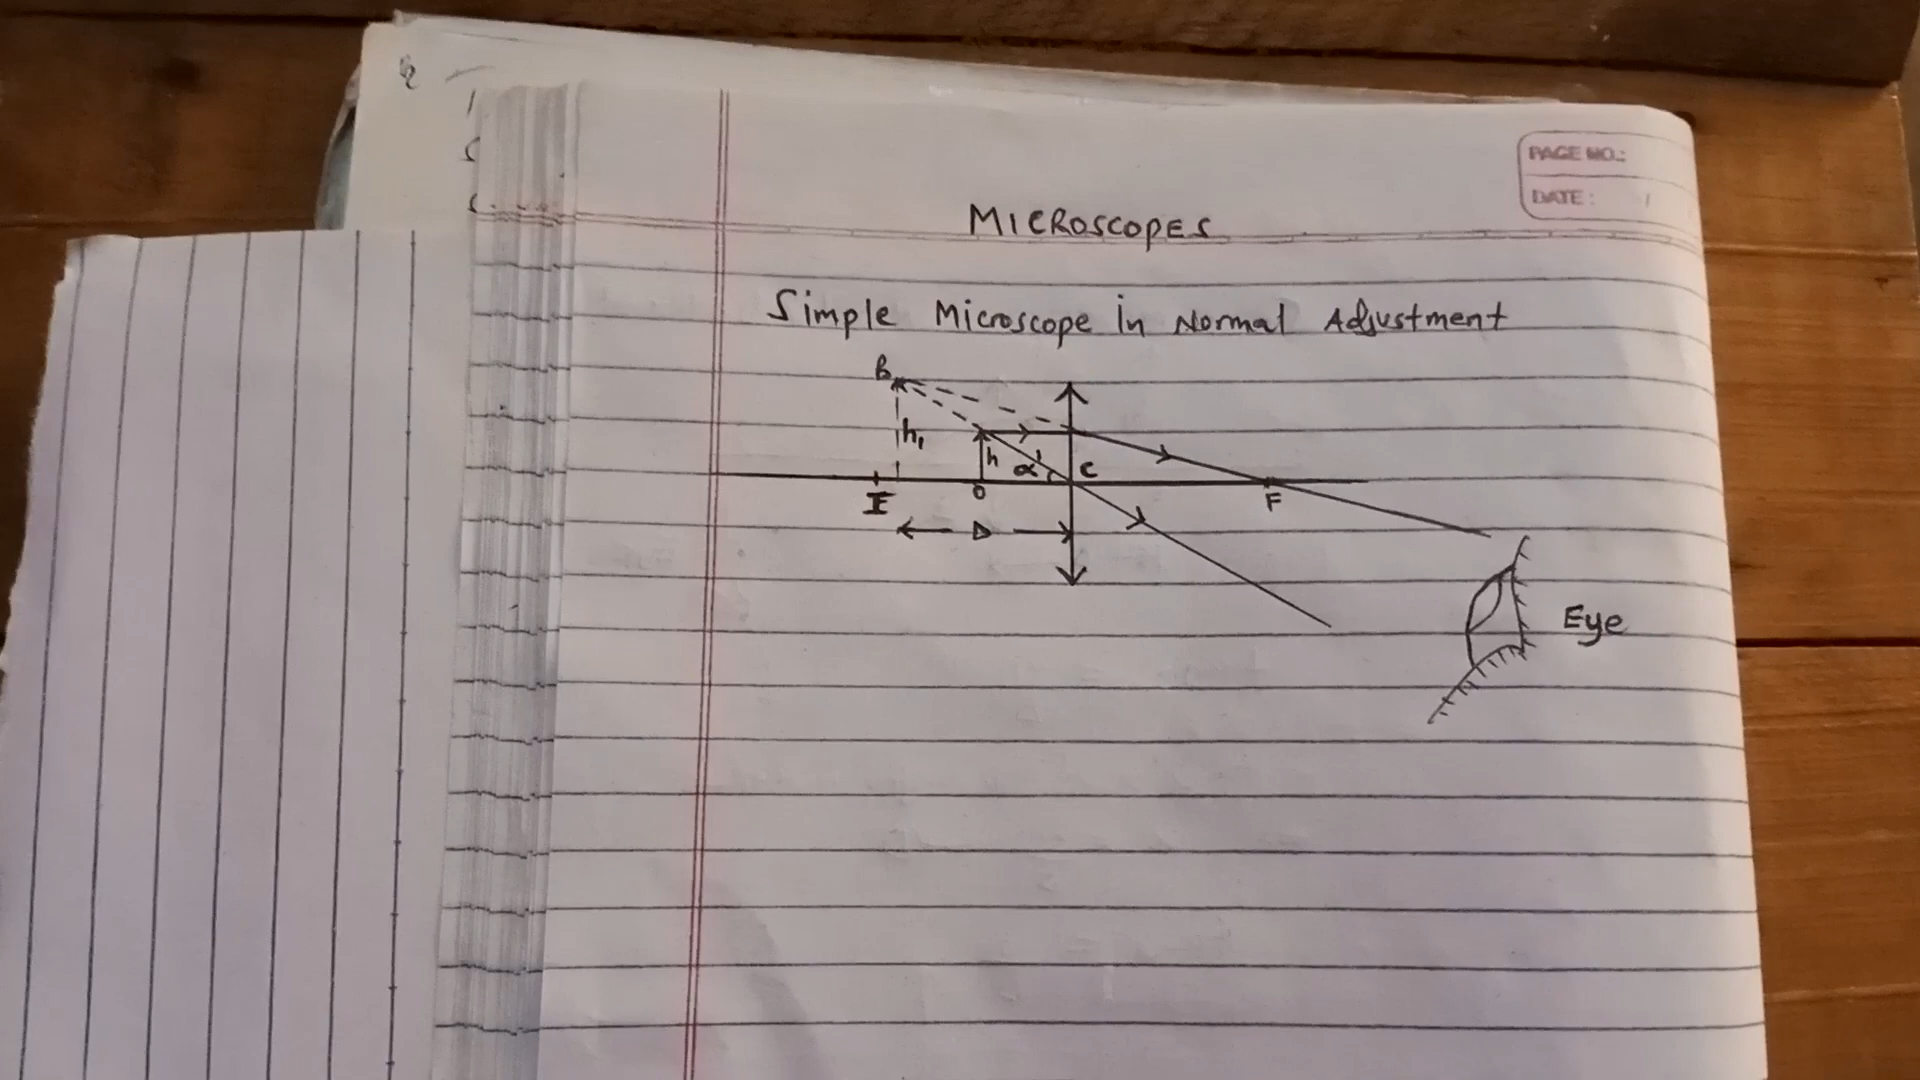 PAGE NO.:
DATE:
MICROSCOPES
Simple Microscope in Normal Adjustment
B
h₁
h
α'
C
I
O
F
D
Eye